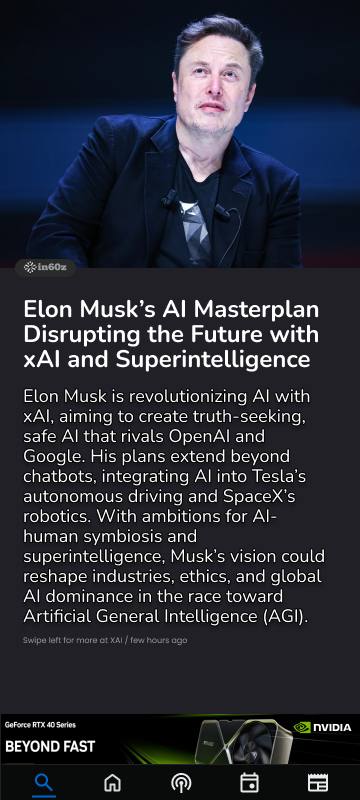 in60z
Elon Musk’s AI Masterplan
Disrupting the Future with
xAI and Superintelligence
Elon Musk is revolutionizing AI with
xAI, aiming to create truth-seeking,
safe AI that rivals OpenAI and
Google. His plans extend beyond
chatbots, integrating AI into Tesla’s
autonomous driving and SpaceX’s
robotics. With ambitions for AI-
human symbiosis and
superintelligence, Musk’s vision could
reshape industries, ethics, and global
AI dominance in the race toward
Artificial General Intelligence (AGI).
Swipe left for more at XAI / few hours ago
GeForce RTX 40 Series
BEYOND FAST
NVIDIA